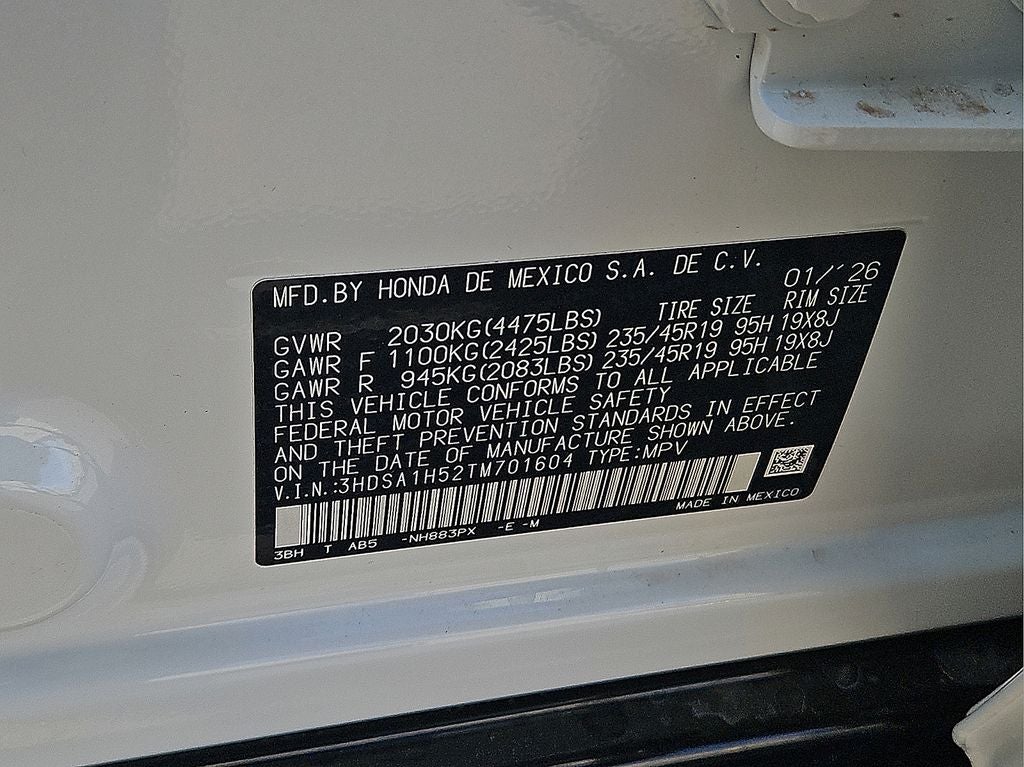 MFD.BY HONDA DE MEXICO S.A. DE C.V. 01/'26
TIRE SIZE RIM SIZE
GVWR 2030KG(4475LBS)
GAWR F 1100KG(2425LBS) 235/45R19 95H 19X8J
GAWR R 945KG(2083LBS) 235/45R19 95H 19X8J
THIS VEHICLE CONFORMS TO ALL APPLICABLE
FEDERAL MOTOR VEHICLE SAFETY
AND THEFT PREVENTION STANDARDS IN EFFECT
ON THE DATE OF MANUFACTURE SHOWN ABOVE.
V.I.N.:3HDSA1H52TM701604 TYPE:MPV
3BH T AB5 -NH883PX -E -M MADE IN MEXICO